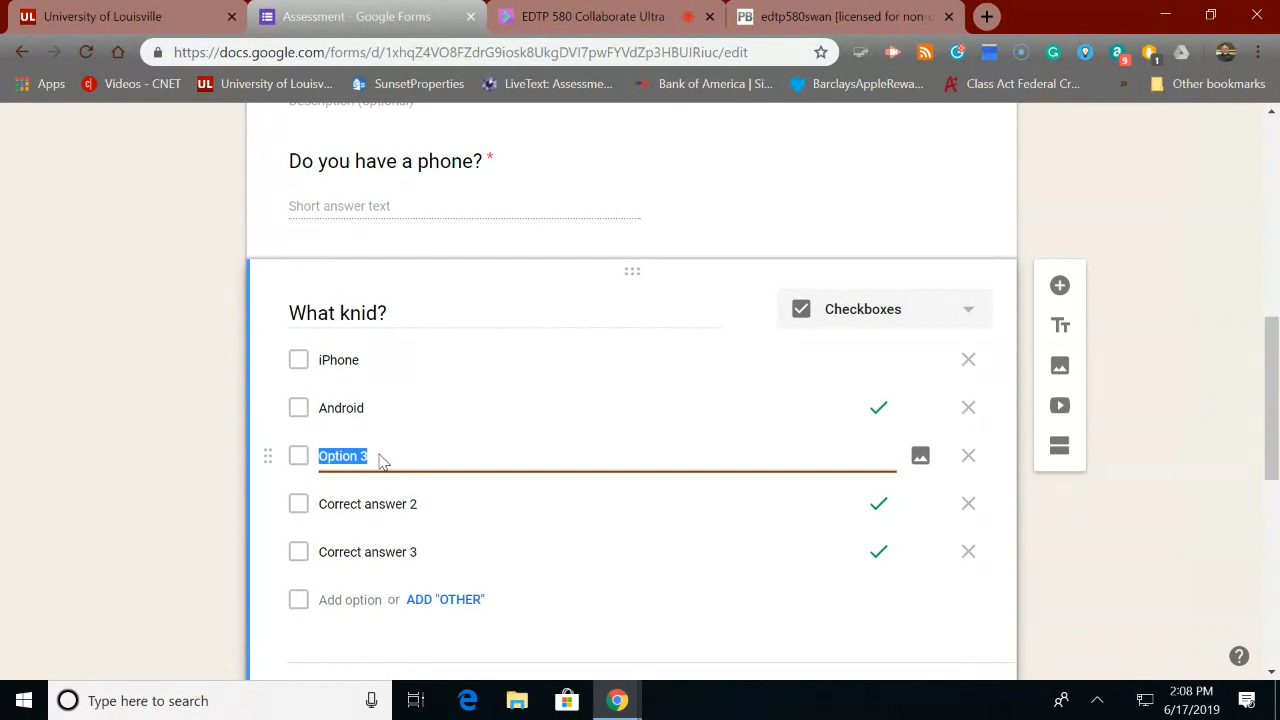 University of Louisville
Assessment - Google Forms
EDTP 580 Collaborate Ultra
edtp580swan [licensed for non-c
https://docs.google.com/forms/d/1xhqZ4VO8FZdrG9iosk8UkgDVI7pwFYVdZp3HBUIRiuc/edit
9
1
Apps
Videos - CNET
University of Louisv...
SunsetProperties
LiveText: Assessme...
Bank of America | Si...
BarclaysAppleRewa...
Class Act Federal Cr...
»
Other bookmarks
Description (optional)
Do you have a phone? *
Short answer text
What knid?
Checkboxes
iPhone
Android
Option 3
Correct answer 2
Correct answer 3
Add option or ADD "OTHER"
Type here to search
2:08 PM
6/17/2019